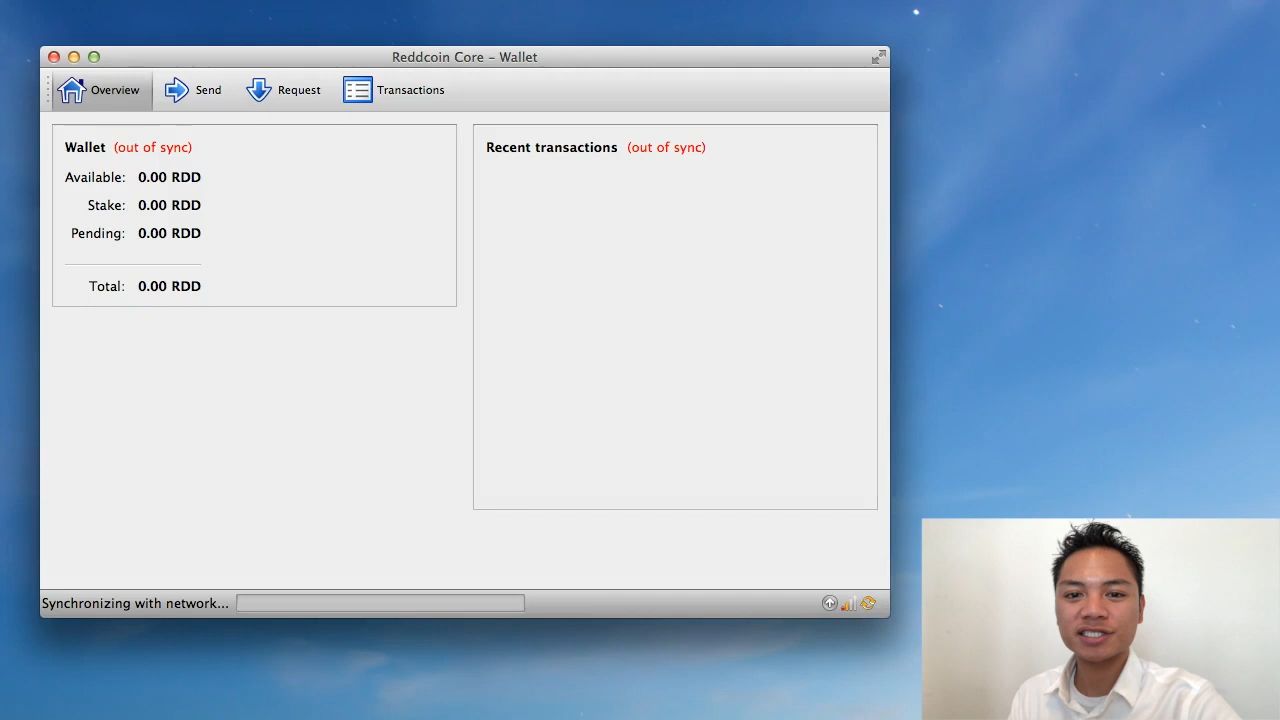 Reddcoin Core – Wallet
Overview Send Request Transactions
Wallet (out of sync)
Available: 0.00 RDD
Stake: 0.00 RDD
Pending: 0.00 RDD
Total: 0.00 RDD
Recent transactions (out of sync)
Synchronizing with network...